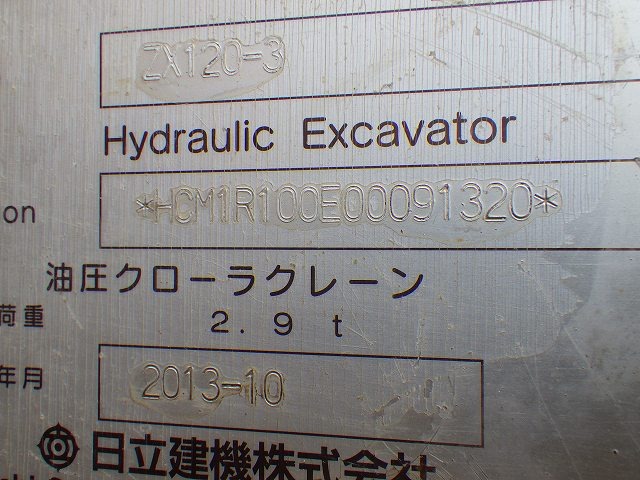 ZX120-3
Hydraulic Excavator
on *HCM1R100E00091320*
油圧クローラクレーン
荷重 2.9 t
年月 2013-10
日立建機株式会社